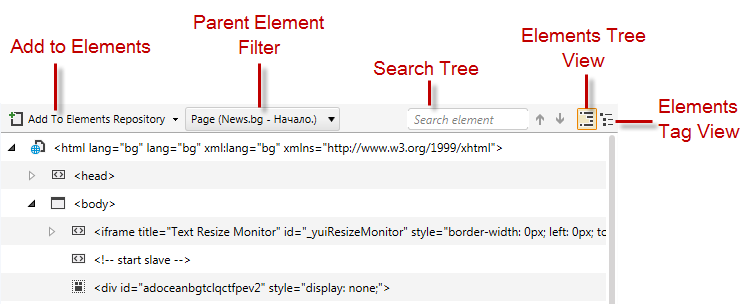 Parent Element
Filter
Add to Elements
Search Tree
Elements Tree
View
Elements
Tag View
Add To Elements Repository
Page (News.bg - Начало.)
Search element
<html lang="bg" lang="bg" xml:lang="bg" xmlns="http://www.w3.org/1999/xhtml">
<head>
<body>
<iframe title="Text Resize Monitor" id="_yuiResizeMonitor" style="border-width: 0px; left: 0px; to
<!-- start slave -->
<div id="adoceanbgtclqctfpev2" style="display: none;">